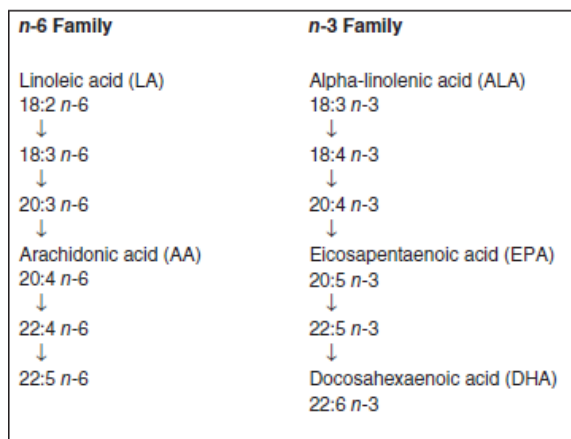 n-6 Family
Linoleic acid (LA)
18:2 n-6
↓
18:3 n-6
↓
20:3 n-6
↓
Arachidonic acid (AA)
20:4 n-6
↓
22:4 n-6
↓
22:5 n-6
n-3 Family
Alpha-linolenic acid (ALA)
18:3 n-3
↓
18:4 n-3
↓
20:4 n-3
↓
Eicosapentaenoic acid (EPA)
20:5 n-3
↓
22:5 n-3
↓
Docosahexaenoic acid (DHA)
22:6 n-3